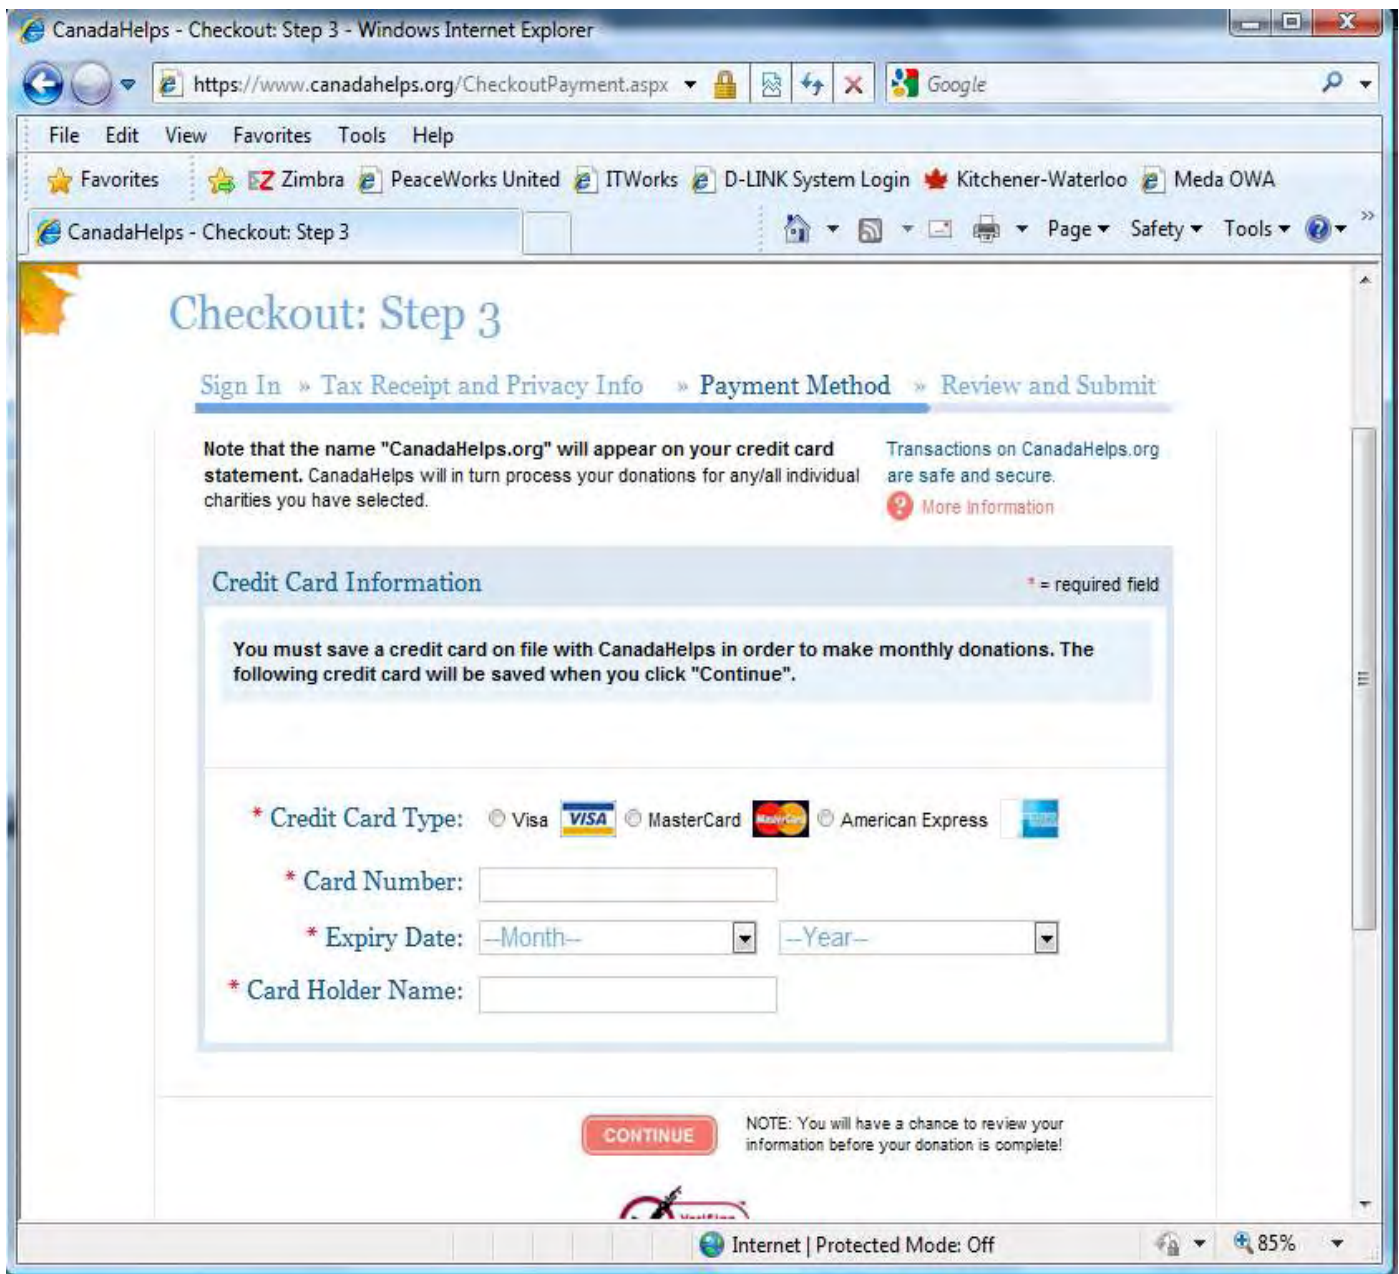 CanadaHelps - Checkout: Step 3 - Windows Internet Explorer
https://www.canadahelps.org/CheckoutPayment.aspx Google
File Edit View Favorites Tools Help
Favorites Zimbra PeaceWorks United ITWorks D-LINK System Login Kitchener-Waterloo Meda OWA
CanadaHelps - Checkout: Step 3 Page Safety Tools »
Checkout: Step 3
Sign In » Tax Receipt and Privacy Info » Payment Method » Review and Submit
Note that the name "CanadaHelps.org" will appear on your credit card
statement. CanadaHelps will in turn process your donations for any/all individual
charities you have selected.
Transactions on CanadaHelps.org
are safe and secure.
? More Information
Credit Card Information * = required field
You must save a credit card on file with CanadaHelps in order to make monthly donations. The
following credit card will be saved when you click "Continue".
* Credit Card Type: Visa VISA MasterCard MasterCard American Express
* Card Number:
* Expiry Date: --Month-- --Year--
* Card Holder Name:
CONTINUE
NOTE: You will have a chance to review your
information before your donation is complete!
Internet | Protected Mode: Off 85%